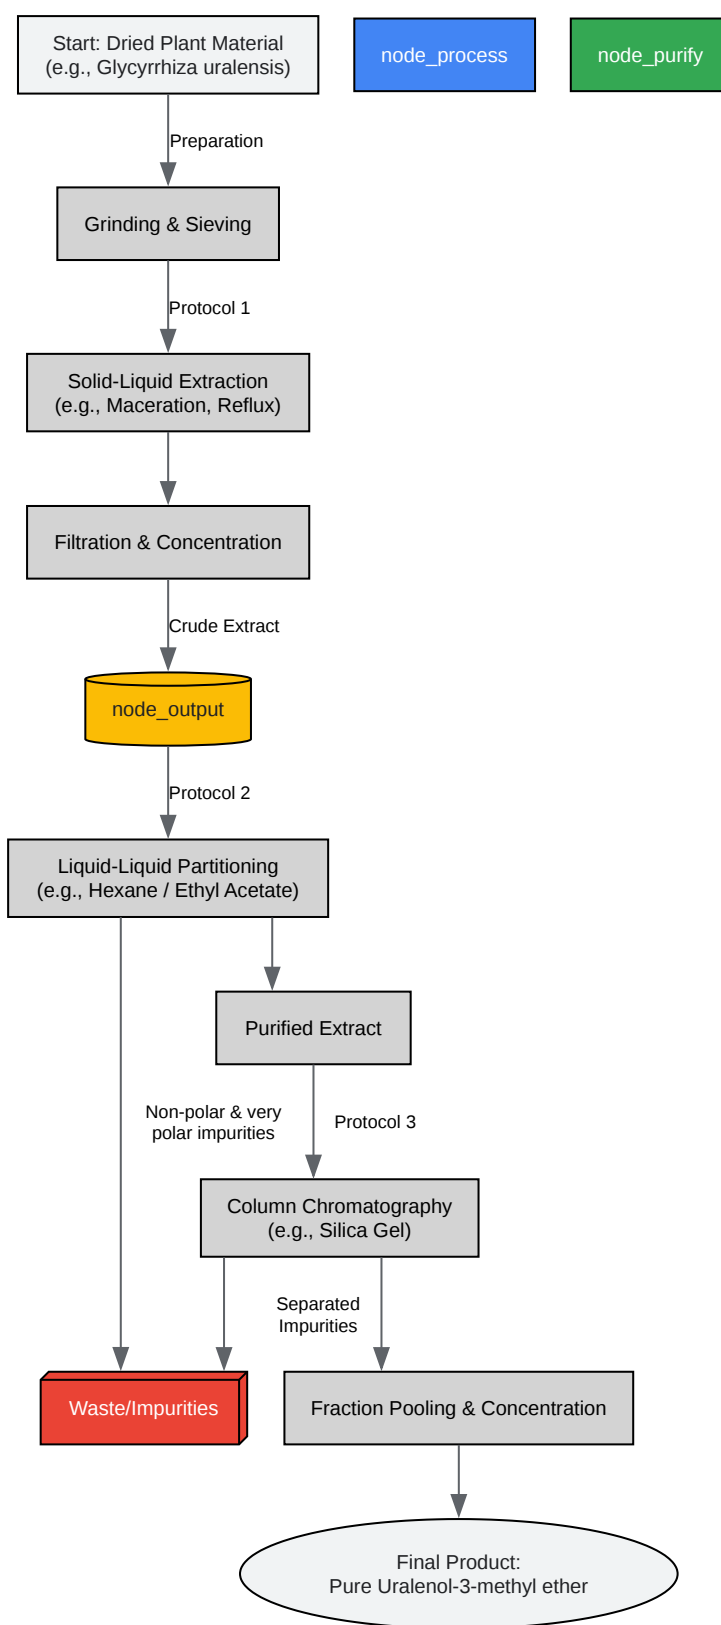 Start: Dried Plant Material
(e.g., Glycyrrhiza uralensis)
node_process
node_purify
Preparation
Grinding & Sieving
Protocol 1
Solid-Liquid Extraction
(e.g., Maceration, Reflux)
Filtration & Concentration
Crude Extract
node_output
Protocol 2
Liquid-Liquid Partitioning
(e.g., Hexane / Ethyl Acetate)
Purified Extract
Non-polar & very
polar impurities
Protocol 3
Column Chromatography
(e.g., Silica Gel)
Separated
Impurities
Waste/Impurities
Fraction Pooling & Concentration
Final Product:
Pure Uralenol-3-methyl ether